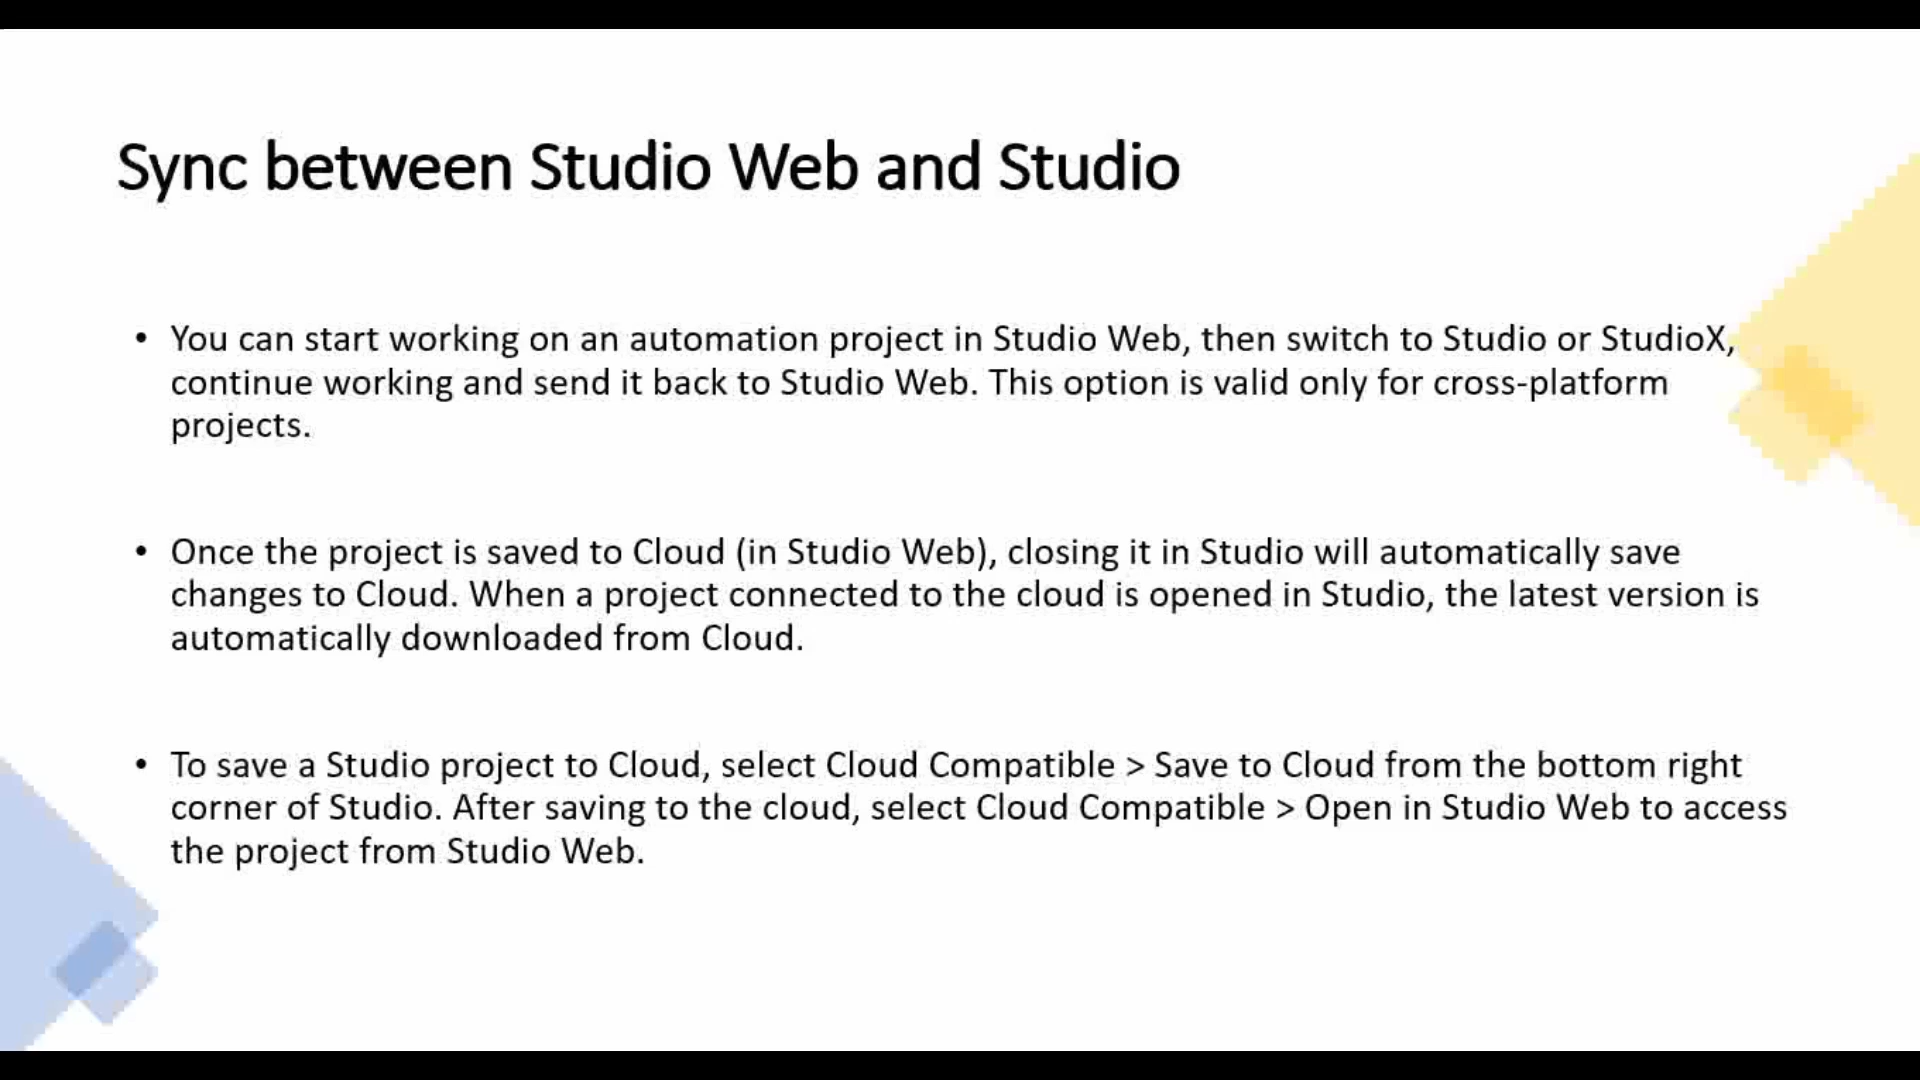 Sync between Studio Web and Studio
• You can start working on an automation project in Studio Web, then switch to Studio or StudioX,
continue working and send it back to Studio Web. This option is valid only for cross-platform
projects.
• Once the project is saved to Cloud (in Studio Web), closing it in Studio will automatically save
changes to Cloud. When a project connected to the cloud is opened in Studio, the latest version is
automatically downloaded from Cloud.
• To save a Studio project to Cloud, select Cloud Compatible > Save to Cloud from the bottom right
corner of Studio. After saving to the cloud, select Cloud Compatible > Open in Studio Web to access
the project from Studio Web.